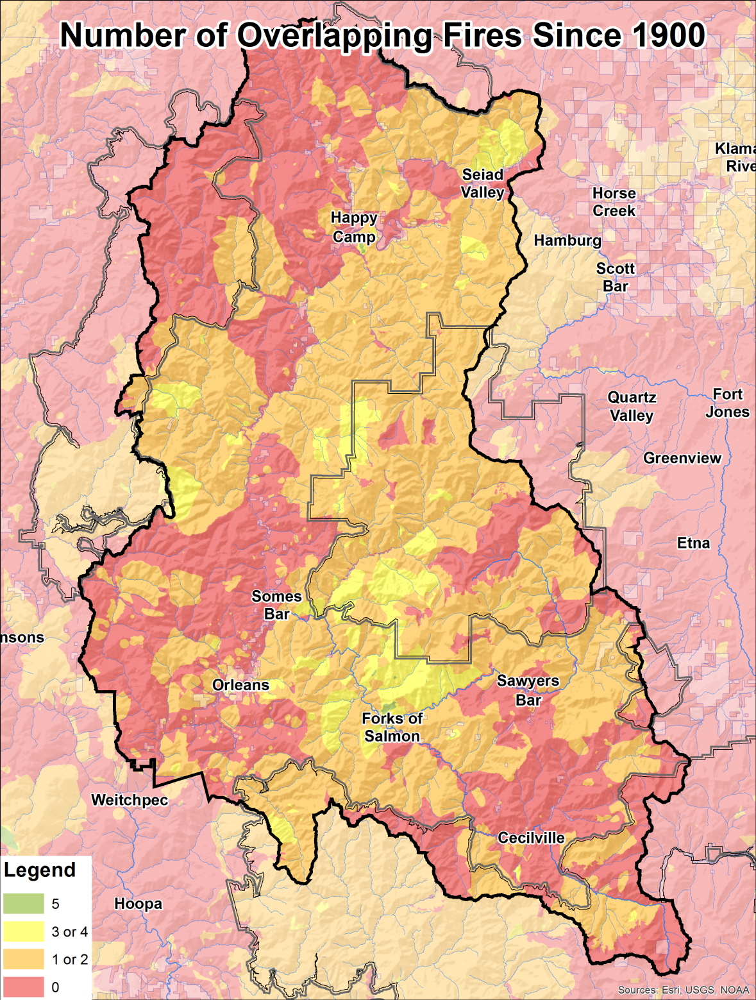 Number of Overlapping Fires Since 1900
Klama
Rive
Seiad
Valley
Horse
Creek
Happy
Camp
Hamburg
Scott
Bar
Quartz
Valley
Fort
Jones
Greenview
Etna
Somes
Bar
nsons
Orleans
Sawyers
Bar
Forks of
Salmon
Weitchpec
Cecilville
Hoopa
Legend
5
3 or 4
1 or 2
0
Sources: Esri, USGS, NOAA